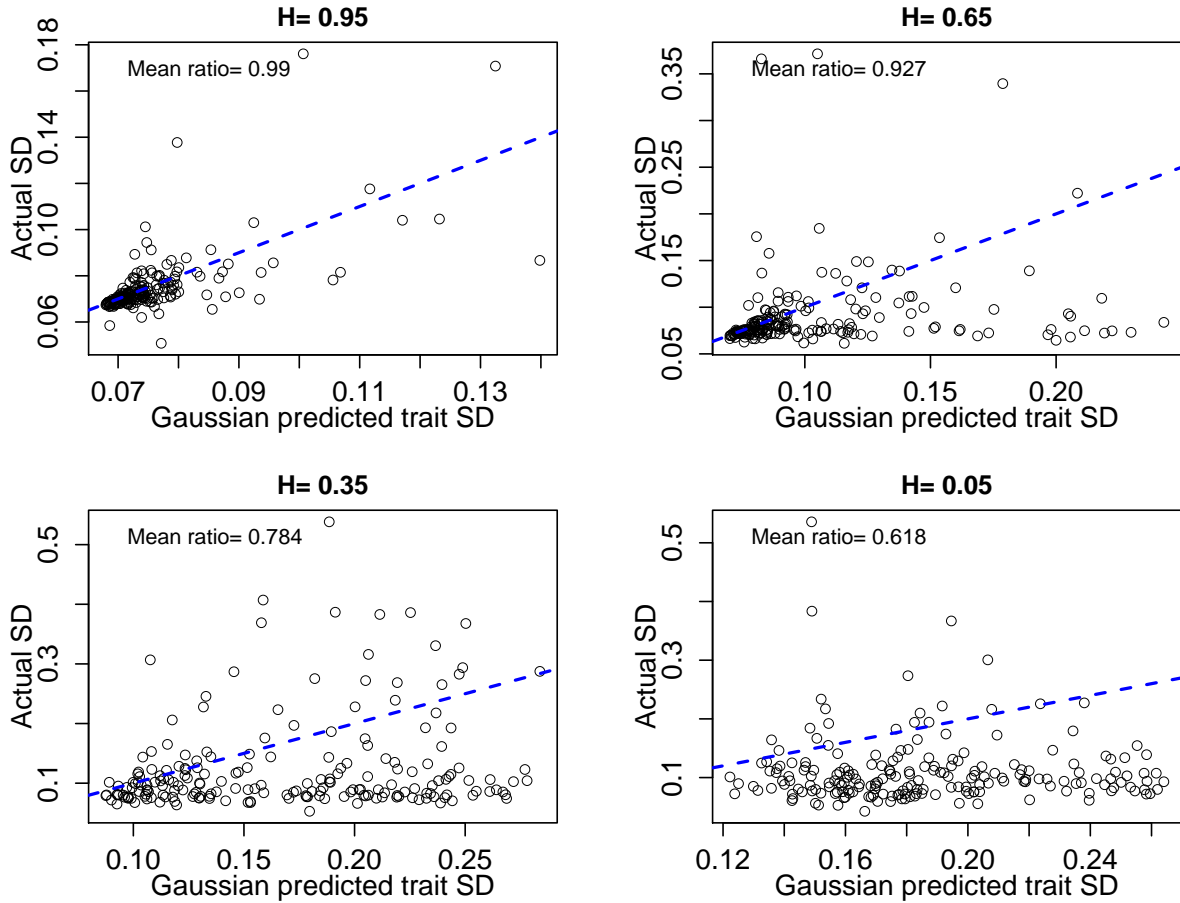 H= 0.95
Mean ratio= 0.99
Actual SD
0.06 0.10 0.14 0.18
0.07 0.09 0.11 0.13
Gaussian predicted trait SD
H= 0.65
Mean ratio= 0.927
Actual SD
0.05 0.15 0.25 0.35
0.10 0.15 0.20
Gaussian predicted trait SD
H= 0.35
Mean ratio= 0.784
Actual SD
0.1 0.3 0.5
0.10 0.15 0.20 0.25
Gaussian predicted trait SD
H= 0.05
Mean ratio= 0.618
Actual SD
0.1 0.3 0.5
0.12 0.16 0.20 0.24
Gaussian predicted trait SD